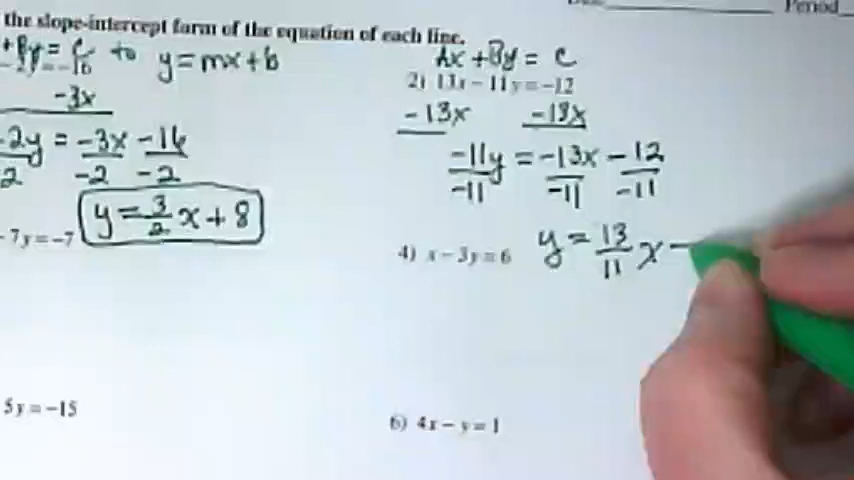 Period
the slope-intercept form of the equation of each line.
+By = C to y = mx + b
-2y = -16
-3x
-2y = -3x -16
2 -2 -2
y = 3/2 x + 8
- 7y = -7
5y = -15
Ax + By = C
2) 13x - 11y = -12
-13x -13x
-11y = -13x -12
-11 -11 -11
4) x - 3y = 6
y = 13/11 x -
6) 4x - y = 1